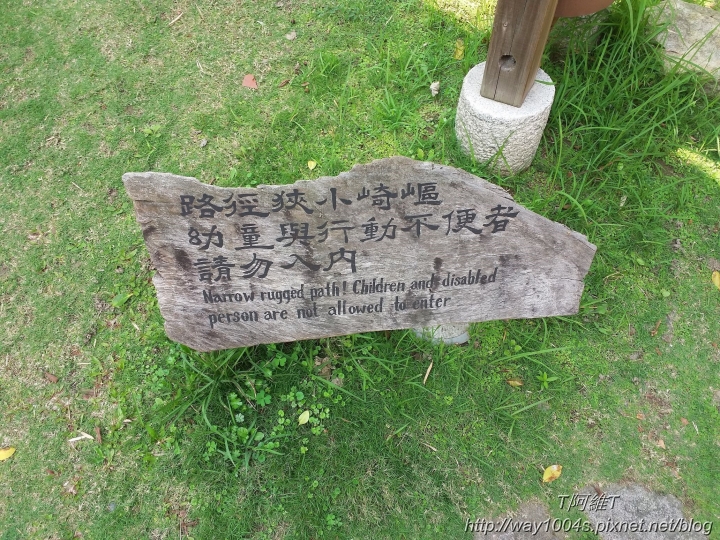 路徑狹小崎嶇
幼童與行動不便者
請勿入內
Narrow rugged path! Children and disabled
person are not allowed to enter
T阿維T
http://way1004s.pixnet.net/blog